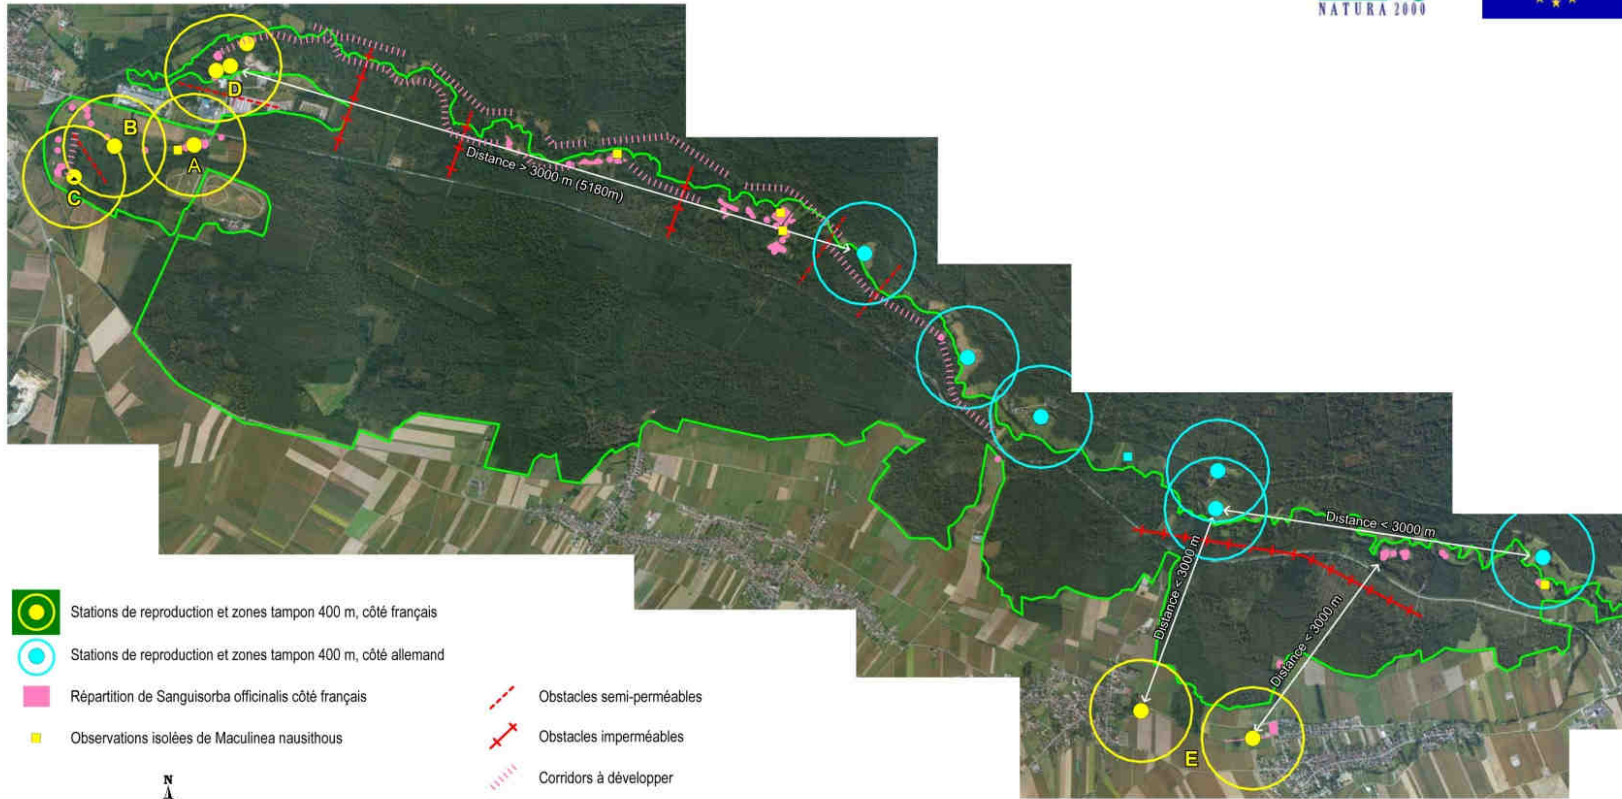 NATURA 2000
D
B
A
C
Distance > 3000 m (5180m)
Distance < 3000 m
Distance < 3000 m
Distance < 3000 m
E
Stations de reproduction et zones tampon 400 m, côté français
Stations de reproduction et zones tampon 400 m, côté allemand
Répartition de Sanguisorba officinalis côté français
Observations isolées de Maculinea nausithous
Obstacles semi-perméables
Obstacles imperméables
Corridors à développer
N